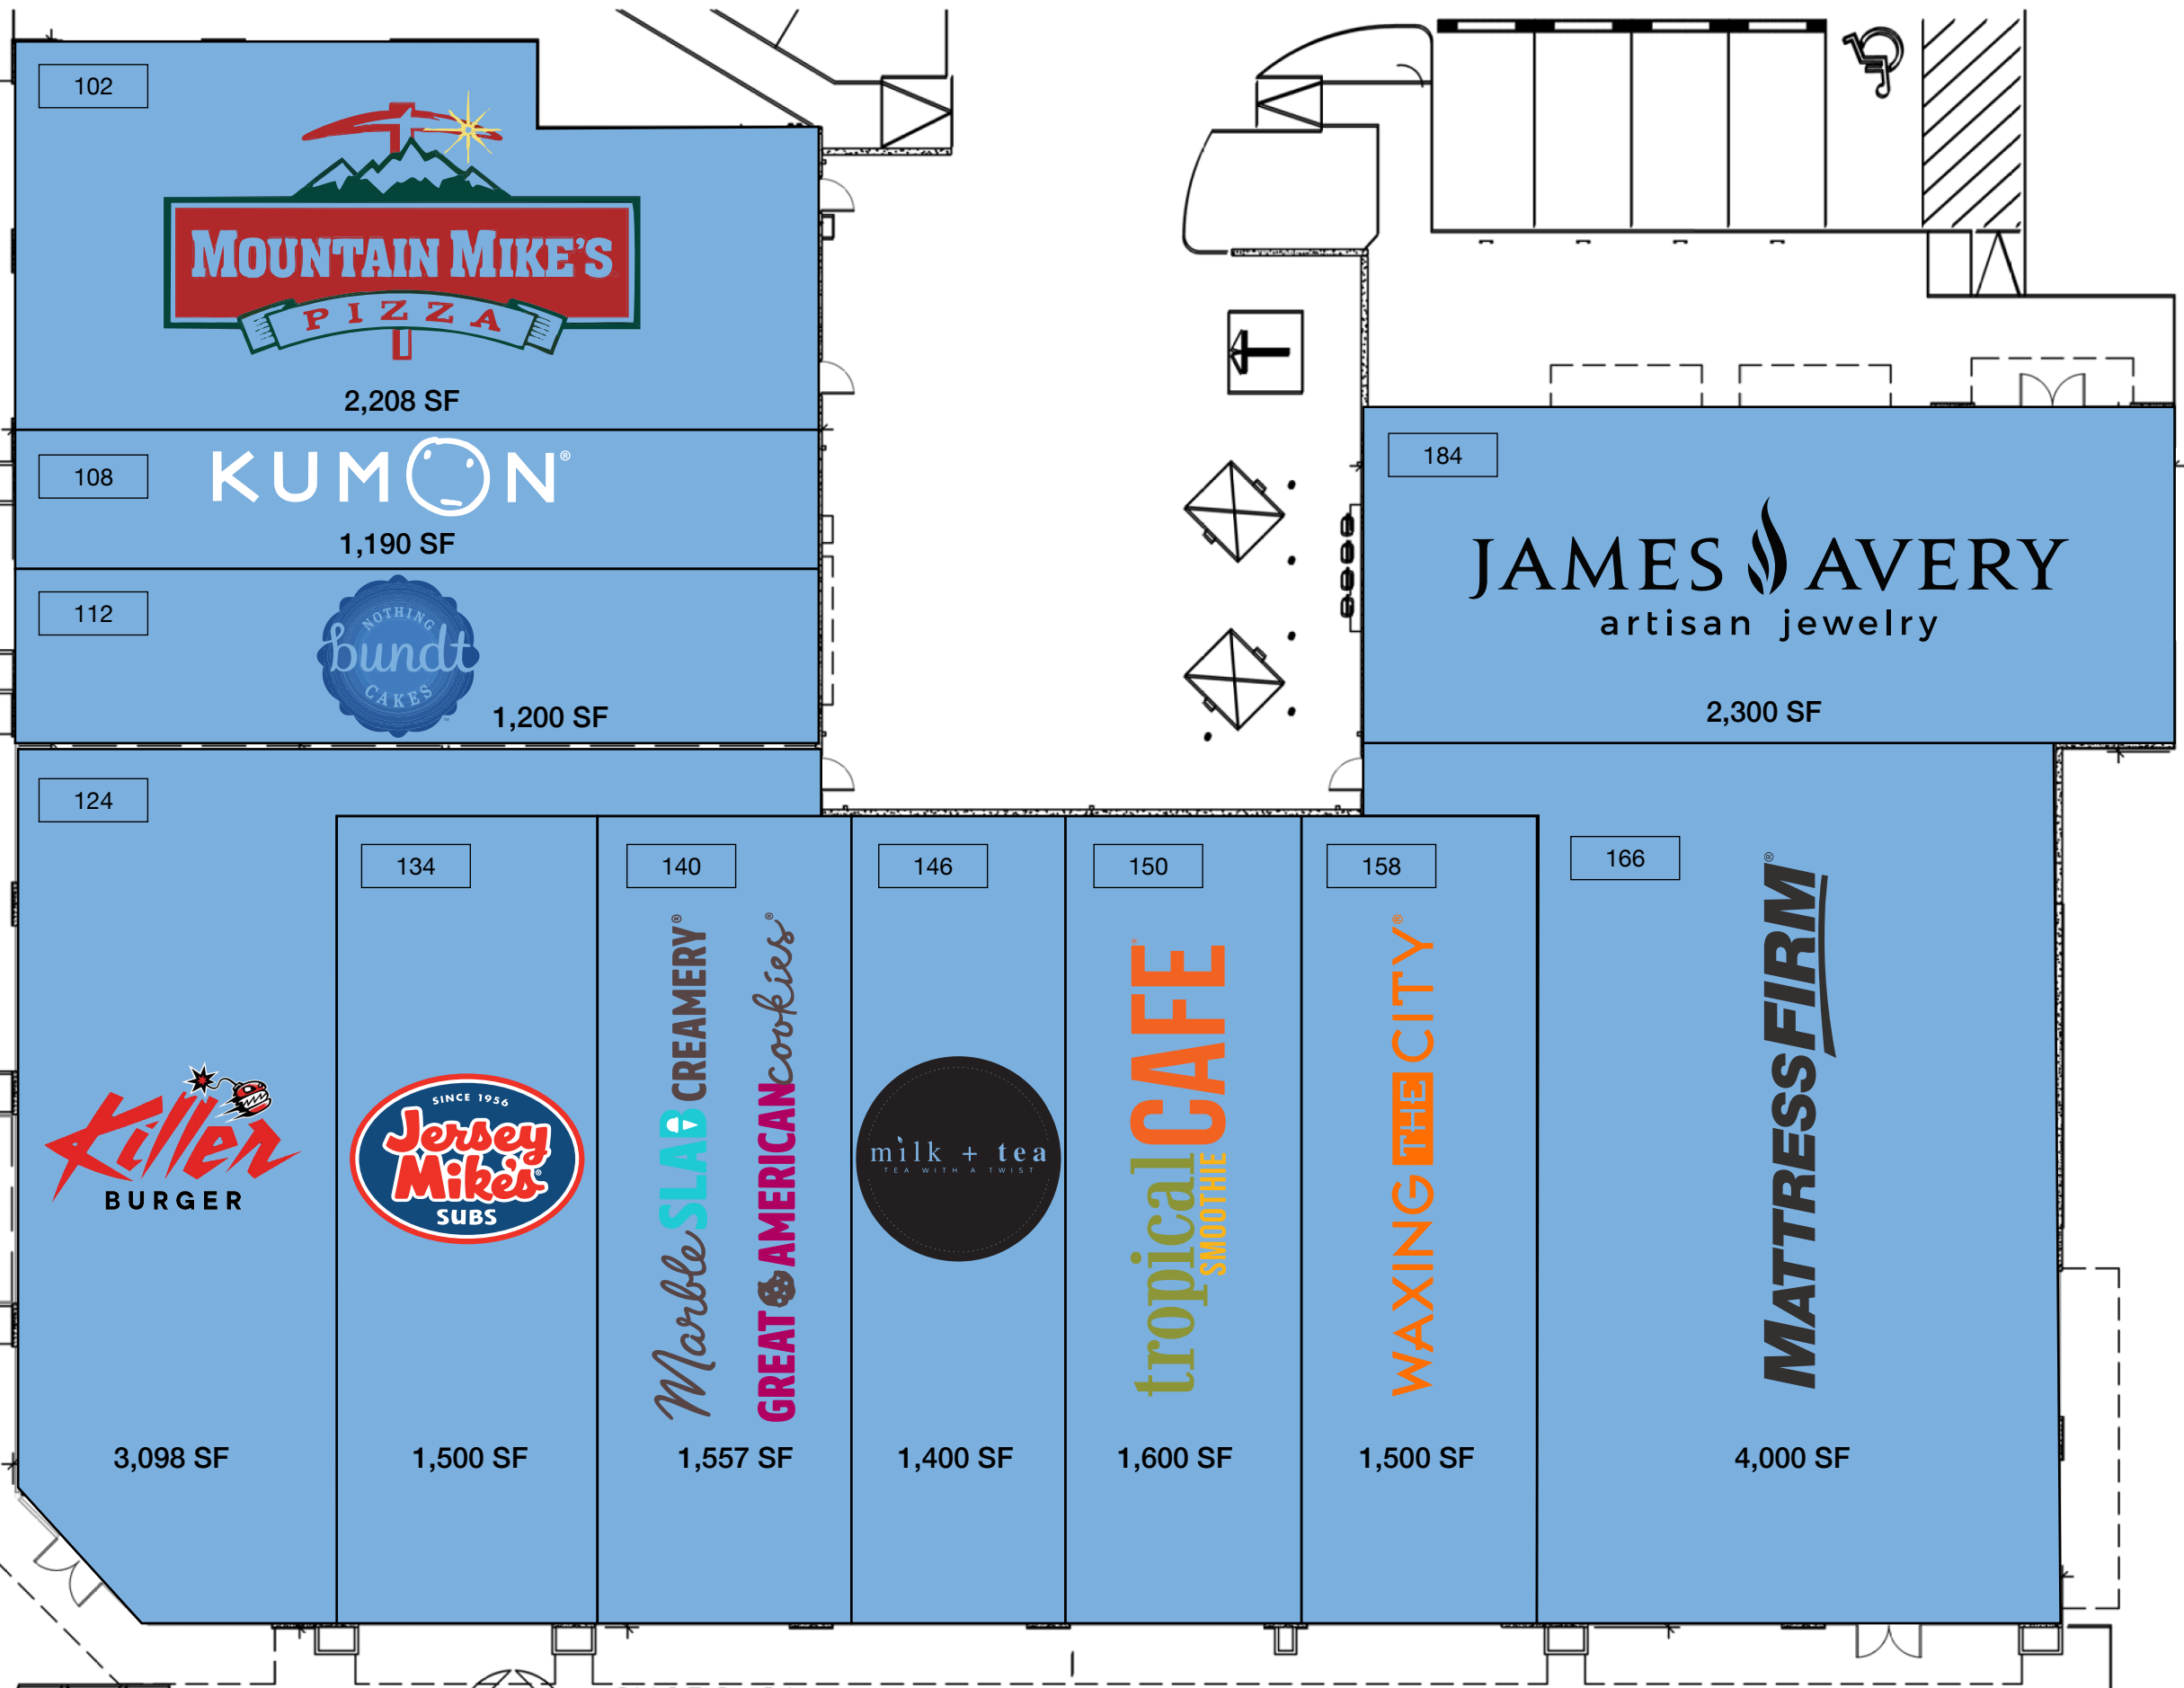 102
MOUNTAIN MIKE'S
PIZZA
2,208 SF
108
KUMON®
1,190 SF
112
NOTHING
bundt
CAKES™
1,200 SF
184
JAMES AVERY
artisan jewelry
2,300 SF
124
Killer
BURGER
3,098 SF
134
SINCE 1956
Jersey
Mike's®
SUBS
1,500 SF
140
Marble SLAB CREAMERY®
GREAT AMERICAN cookies®
1,557 SF
146
milk + tea
TEA WITH A TWIST
1,400 SF
150
tropical CAFE
SMOOTHIE
1,600 SF
158
WAXING THE CITY®
1,500 SF
166
MATTRESSFIRM®
4,000 SF